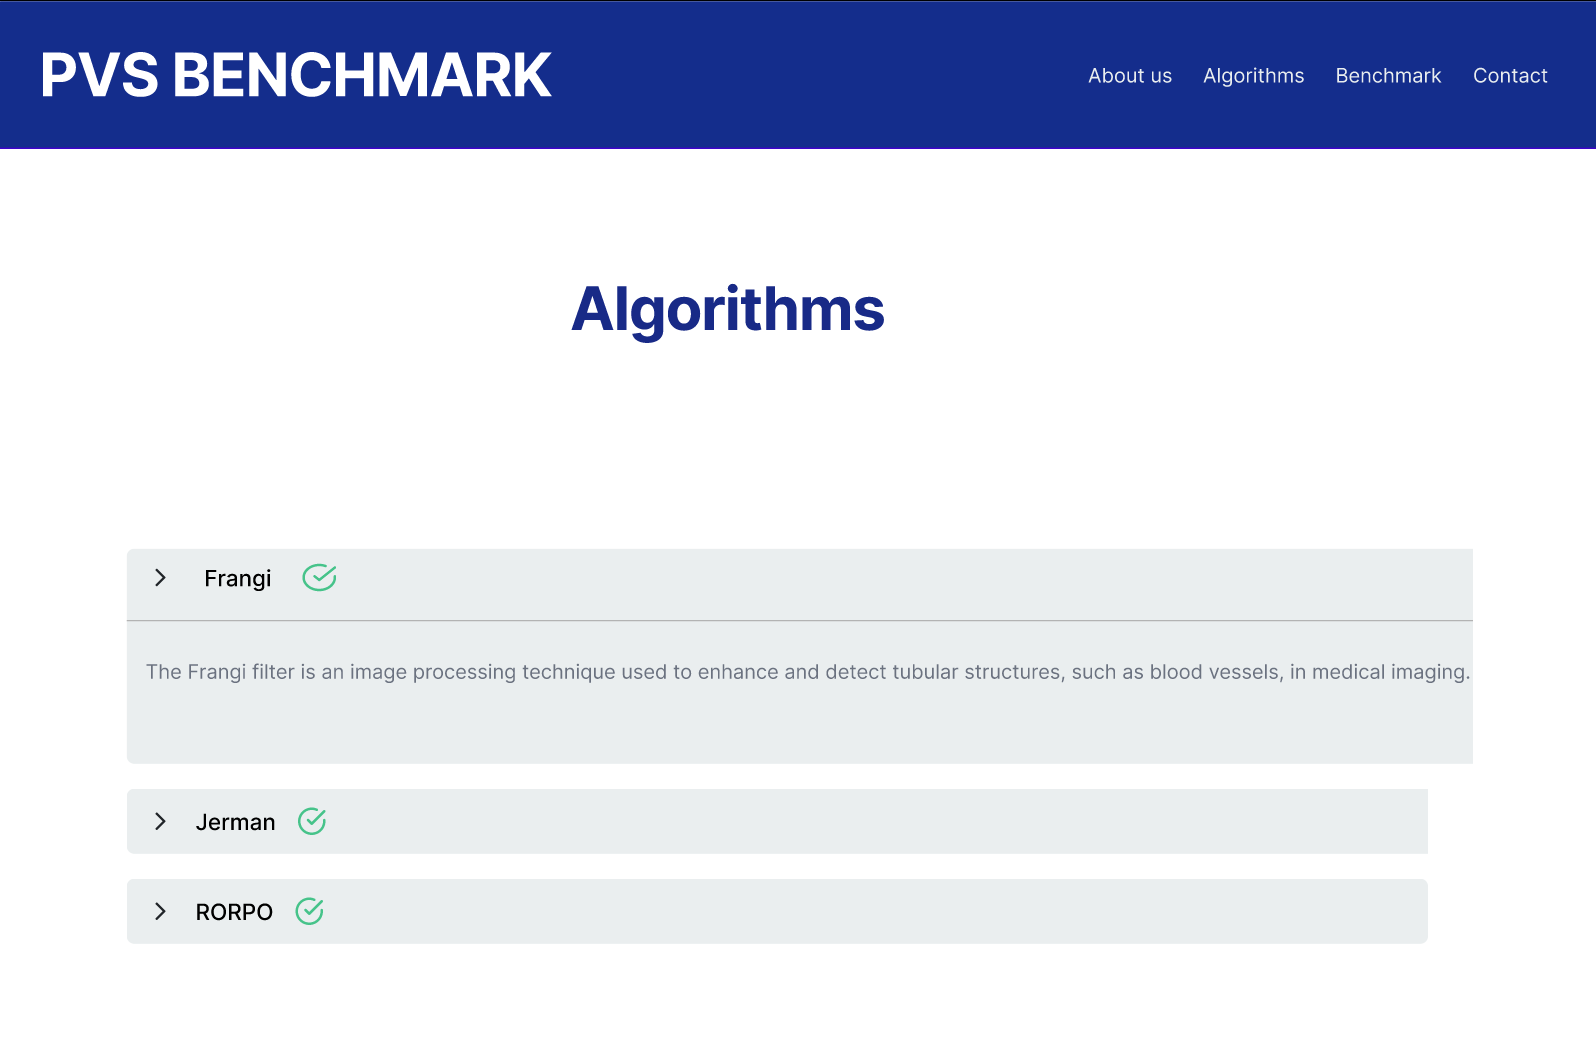 PVS BENCHMARK
About us Algorithms Benchmark Contact
Algorithms
Frangi
The Frangi filter is an image processing technique used to enhance and detect tubular structures, such as blood vessels, in medical imaging.
Jerman
RORPO